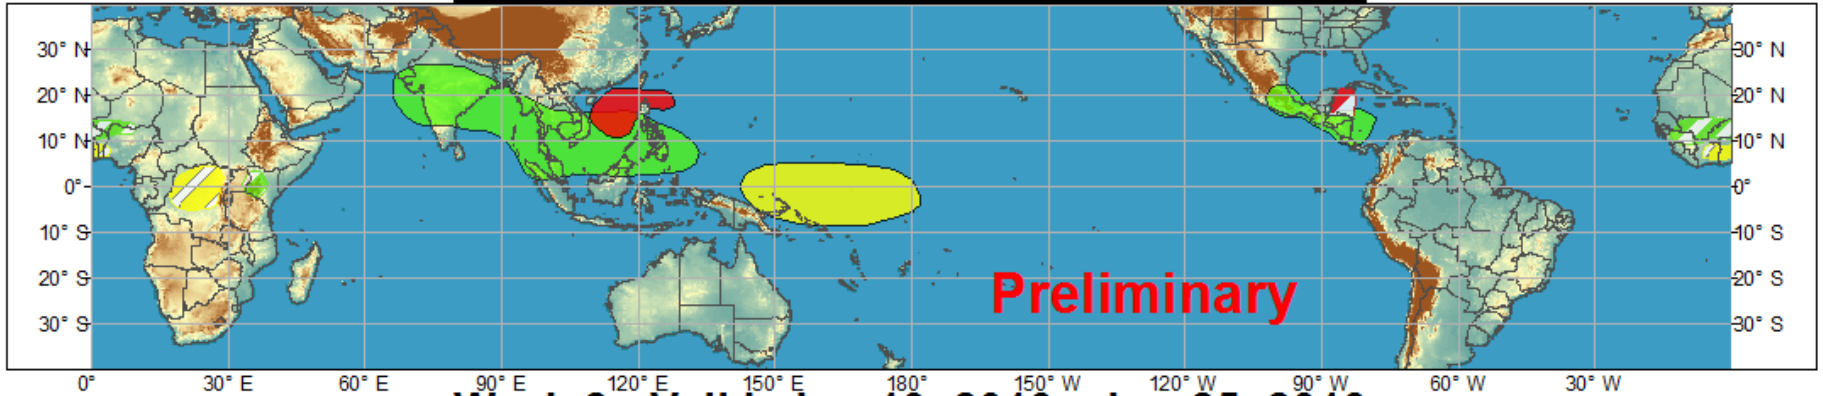 30° N 30° N
20° N 20° N
10° N 10° N
0° 0°
10° S 10° S
20° S Preliminary 20° S
30° S 30° S
0° 30° E 60° E 90° E 120° E 150° E 180° 150° W 120° W 90° W 60° W 30° W